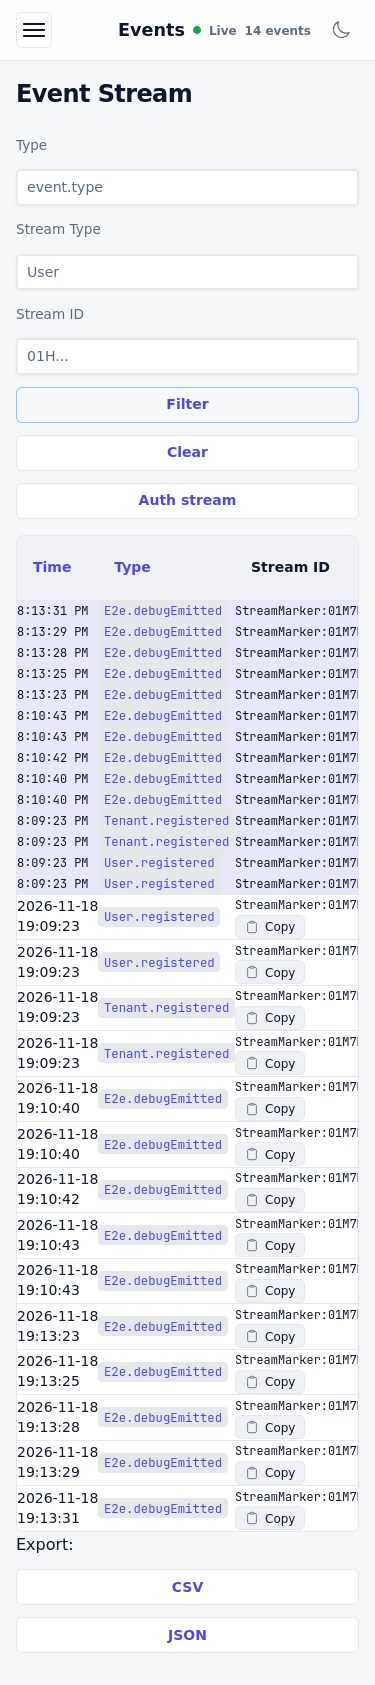 Events Live 14 events
Event Stream
Type
event.type
Stream Type
User
Stream ID
01H...
Filter
Clear
Auth stream
Time Type Stream ID
8:13:31 PM E2e.debugEmitted StreamMarker:01M7
8:13:29 PM E2e.debugEmitted StreamMarker:01M7
8:13:28 PM E2e.debugEmitted StreamMarker:01M7
8:13:25 PM E2e.debugEmitted StreamMarker:01M7
8:13:23 PM E2e.debugEmitted StreamMarker:01M7
8:10:43 PM E2e.debugEmitted StreamMarker:01M7
8:10:43 PM E2e.debugEmitted StreamMarker:01M7
8:10:42 PM E2e.debugEmitted StreamMarker:01M7
8:10:40 PM E2e.debugEmitted StreamMarker:01M7
8:10:40 PM E2e.debugEmitted StreamMarker:01M7
8:09:23 PM Tenant.registered StreamMarker:01M7
8:09:23 PM Tenant.registered StreamMarker:01M7
8:09:23 PM User.registered StreamMarker:01M7
8:09:23 PM User.registered StreamMarker:01M7
2026-11-18 19:09:23 User.registered StreamMarker:01M7
Copy
2026-11-18 19:09:23 User.registered StreamMarker:01M7
Copy
2026-11-18 19:09:23 Tenant.registered StreamMarker:01M7
Copy
2026-11-18 19:09:23 Tenant.registered StreamMarker:01M7
Copy
2026-11-18 19:10:40 E2e.debugEmitted StreamMarker:01M7
Copy
2026-11-18 19:10:40 E2e.debugEmitted StreamMarker:01M7
Copy
2026-11-18 19:10:42 E2e.debugEmitted StreamMarker:01M7
Copy
2026-11-18 19:10:43 E2e.debugEmitted StreamMarker:01M7
Copy
2026-11-18 19:10:43 E2e.debugEmitted StreamMarker:01M7
Copy
2026-11-18 19:13:23 E2e.debugEmitted StreamMarker:01M7
Copy
2026-11-18 19:13:25 E2e.debugEmitted StreamMarker:01M7
Copy
2026-11-18 19:13:28 E2e.debugEmitted StreamMarker:01M7
Copy
2026-11-18 19:13:29 E2e.debugEmitted StreamMarker:01M7
Copy
2026-11-18 19:13:31 E2e.debugEmitted StreamMarker:01M7
Copy
Export:
CSV
JSON